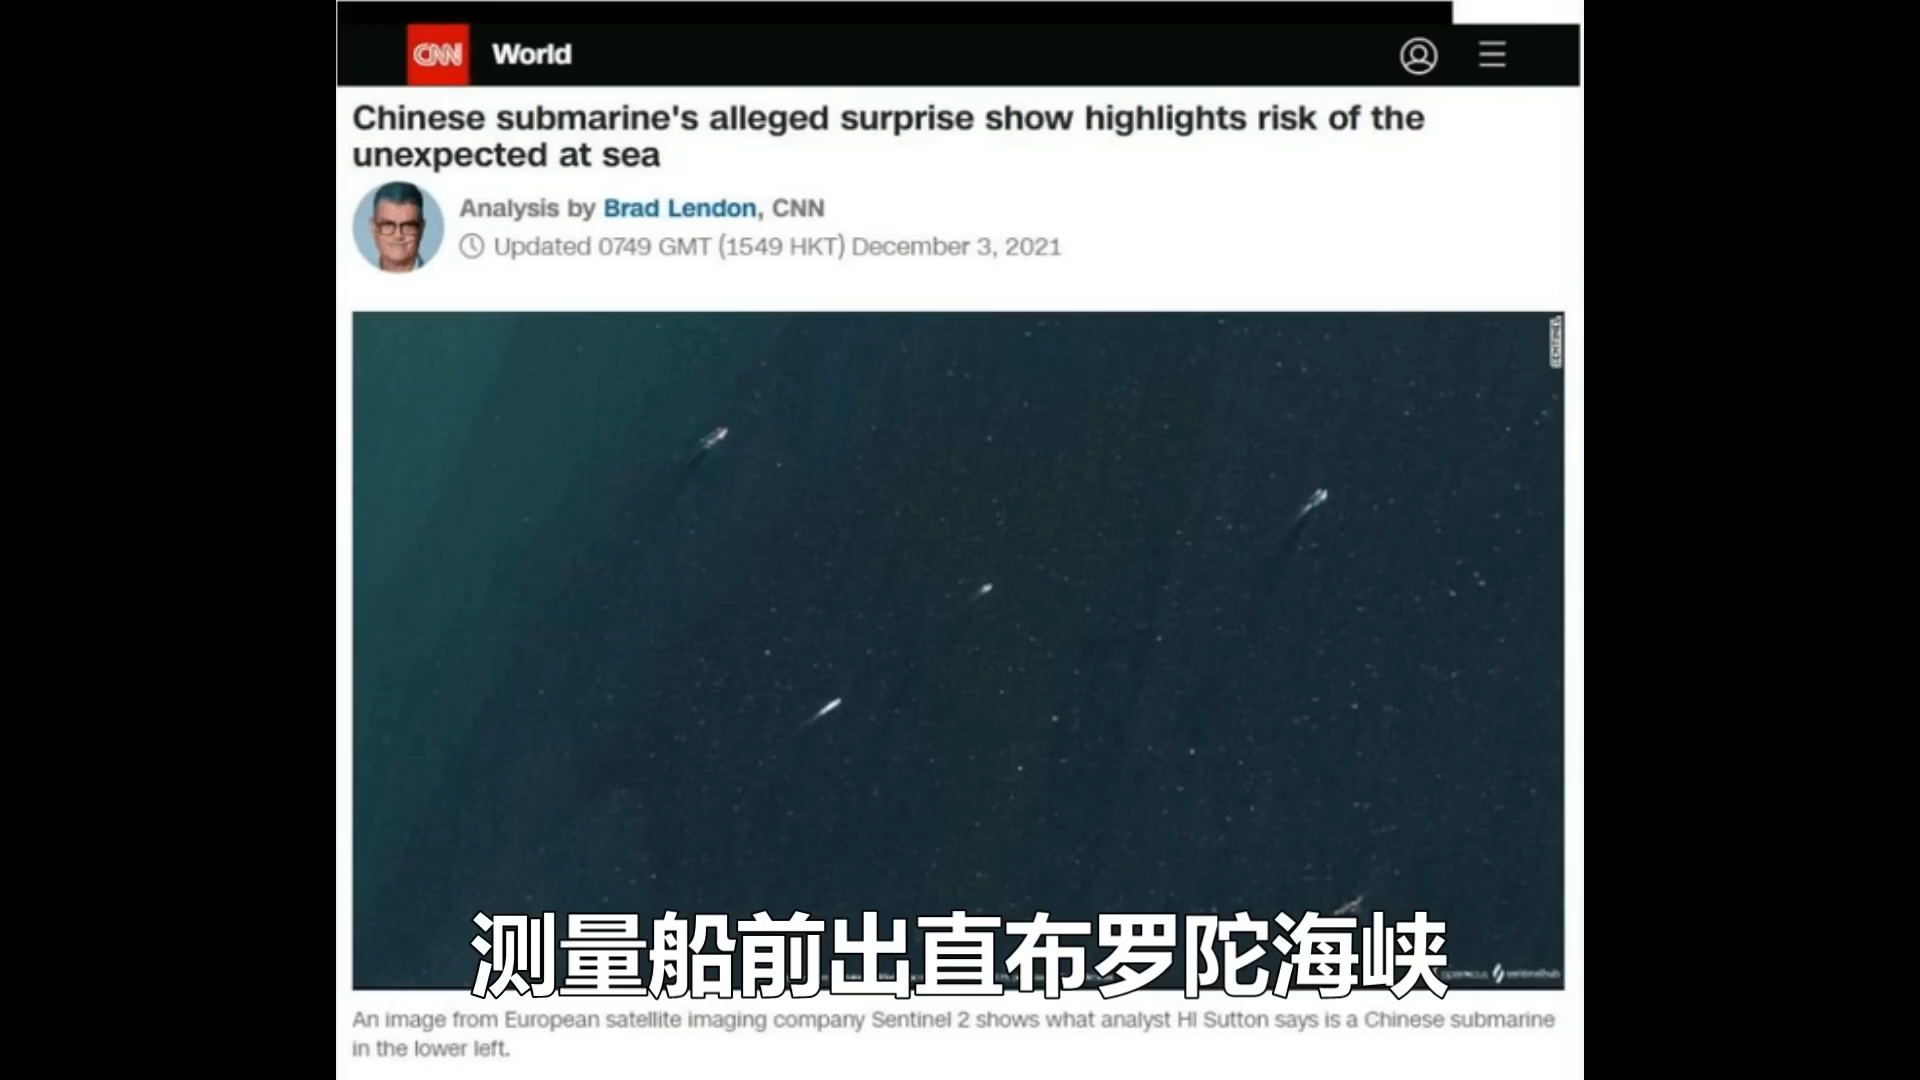 CNN World
Chinese submarine's alleged surprise show highlights risk of the
unexpected at sea
Analysis by Brad Lendon, CNN
Updated 0749 GMT (1549 HKT) December 3, 2021
SENTINEL
测量船前出直布罗陀海峡
sentinelhub
An image from European satellite imaging company Sentinel 2 shows what analyst HI Sutton says is a Chinese submarine
in the lower left.